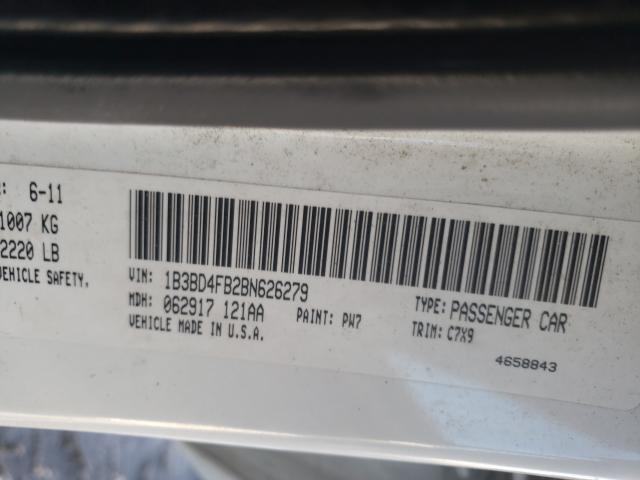 : 6-11
1007 KG
2220 LB
VEHICLE SAFETY,
VIN: 1B3BD4FB2BN626279
MDH: 062917 121AA PAINT: PW7
VEHICLE MADE IN U.S.A.
TYPE: PASSENGER CAR
TRIM: C7X9
4658843